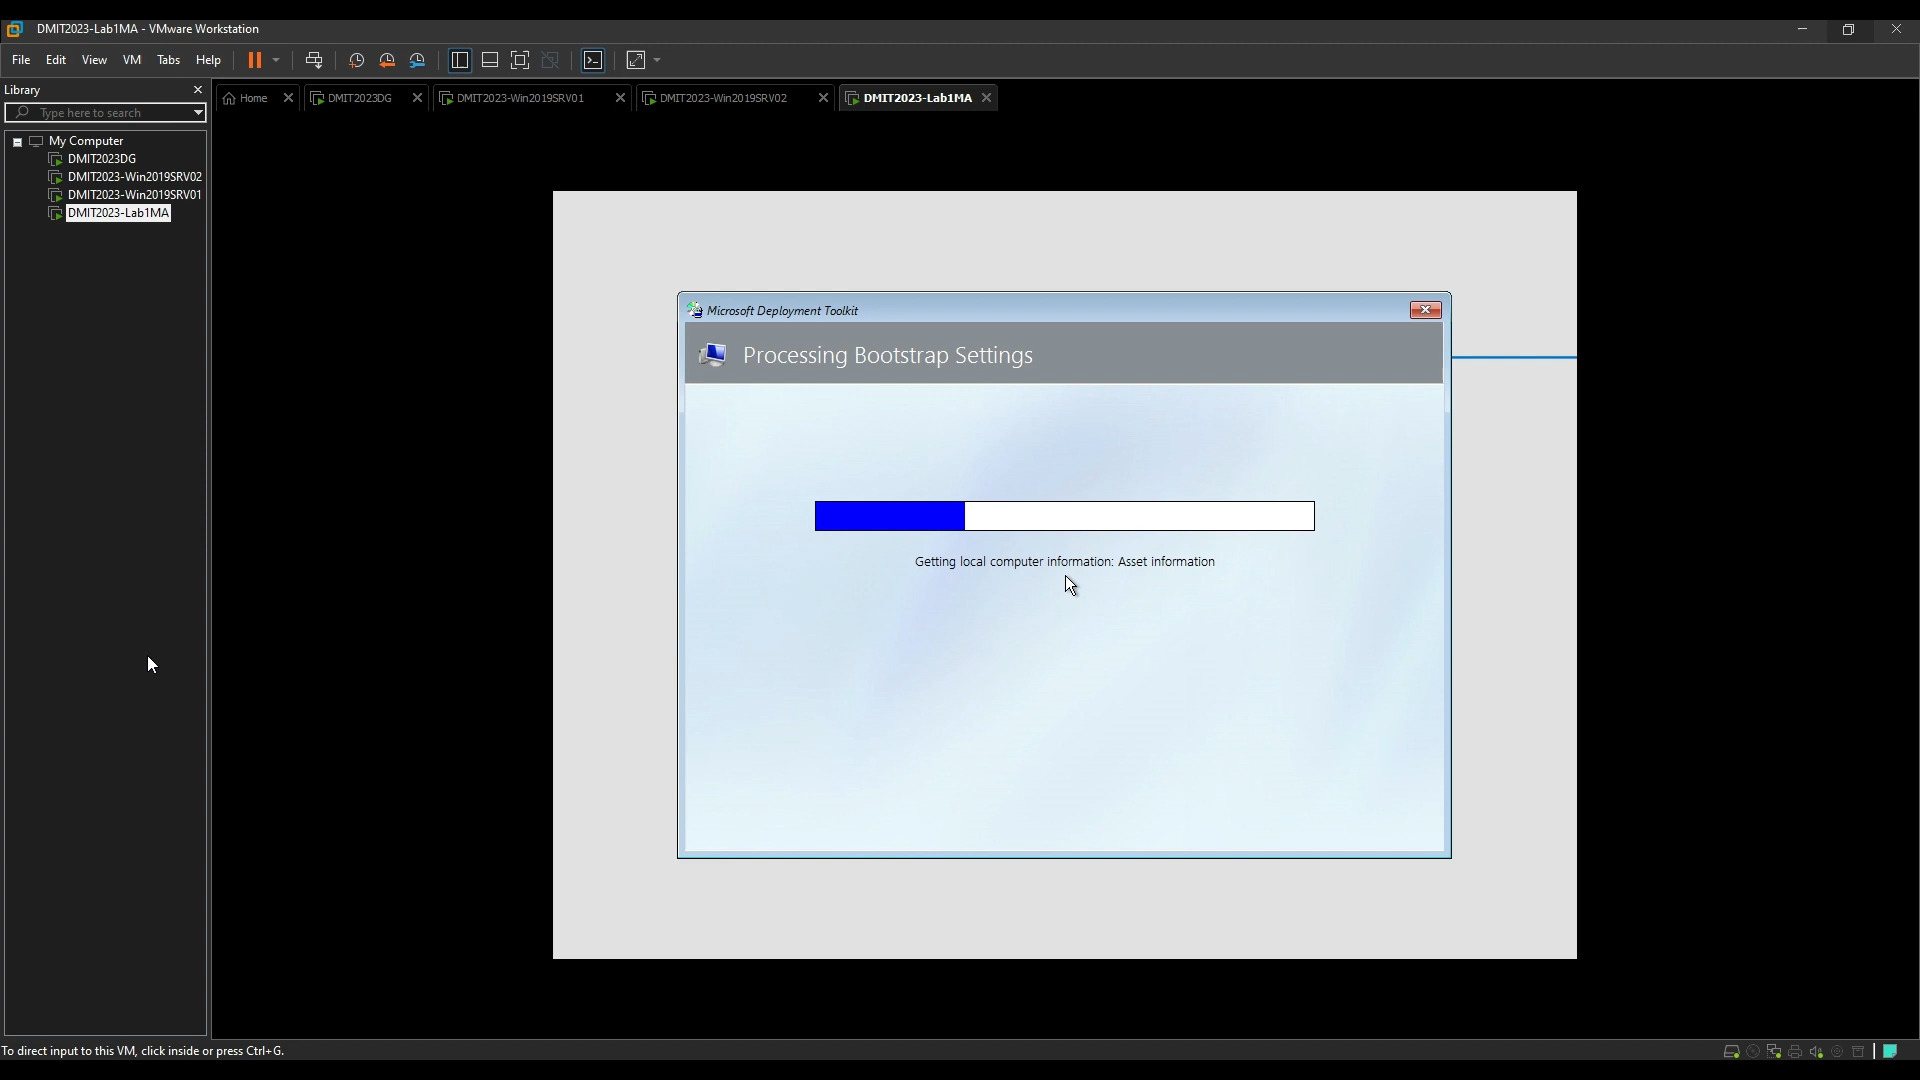 DMIT2023-Lab1MA - VMware Workstation
File Edit View VM Tabs Help
Library
Type here to search
Home
DMIT2023DG
DMIT2023-Win2019SRV01
DMIT2023-Win2019SRV02
DMIT2023-Lab1MA
My Computer
DMIT2023DG
DMIT2023-Win2019SRV02
DMIT2023-Win2019SRV01
DMIT2023-Lab1MA
Microsoft Deployment Toolkit
Processing Bootstrap Settings
Getting local computer information: Asset information
To direct input to this VM, click inside or press Ctrl+G.